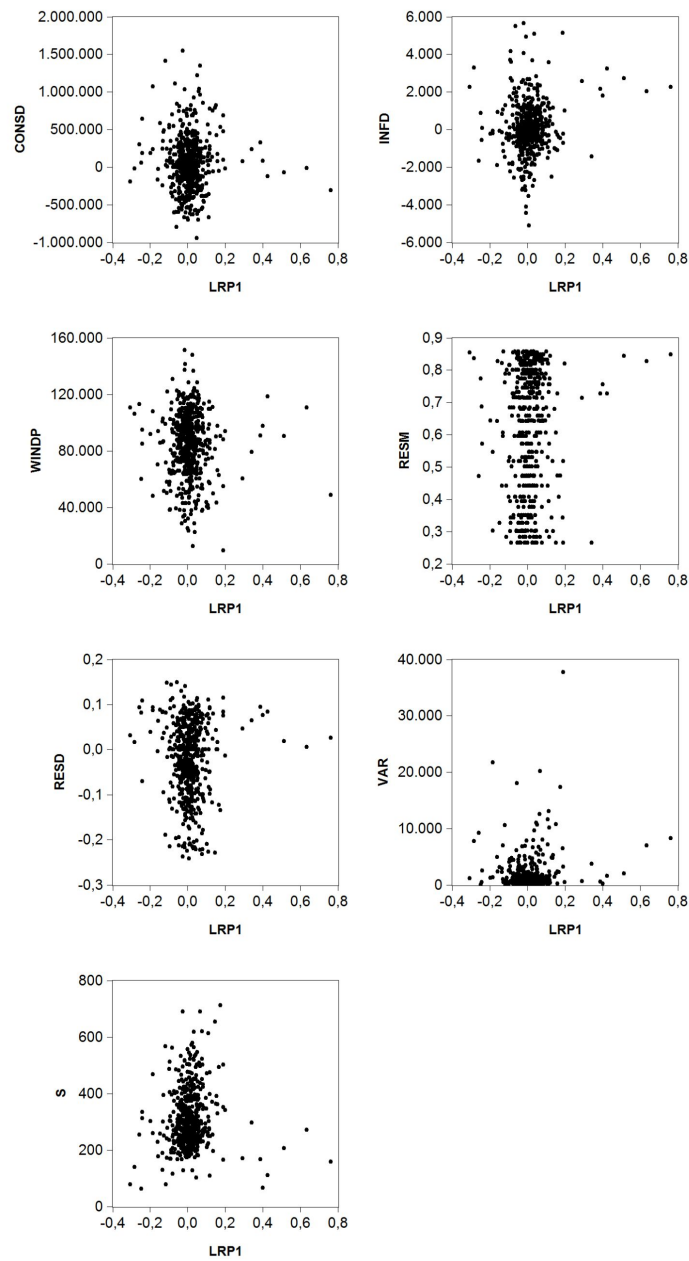 2.000.000
1.500.000
1.000.000
500.000
0
-500.000
-1.000.000
CONSD
-0,4 -0,2 0,0 0,2 0,4 0,6 0,8
LRP1
6.000
4.000
2.000
0
-2.000
-4.000
-6.000
INFD
-0,4 -0,2 0,0 0,2 0,4 0,6 0,8
LRP1
160.000
120.000
80.000
40.000
0
WINDP
-0,4 -0,2 0,0 0,2 0,4 0,6 0,8
LRP1
0,9
0,8
0,7
0,6
0,5
0,4
0,3
0,2
RESM
-0,4 -0,2 0,0 0,2 0,4 0,6 0,8
LRP1
0,2
0,1
0,0
-0,1
-0,2
-0,3
RESD
-0,4 -0,2 0,0 0,2 0,4 0,6 0,8
LRP1
40.000
30.000
20.000
10.000
0
VAR
-0,4 -0,2 0,0 0,2 0,4 0,6 0,8
LRP1
800
600
400
200
0
S
-0,4 -0,2 0,0 0,2 0,4 0,6 0,8
LRP1